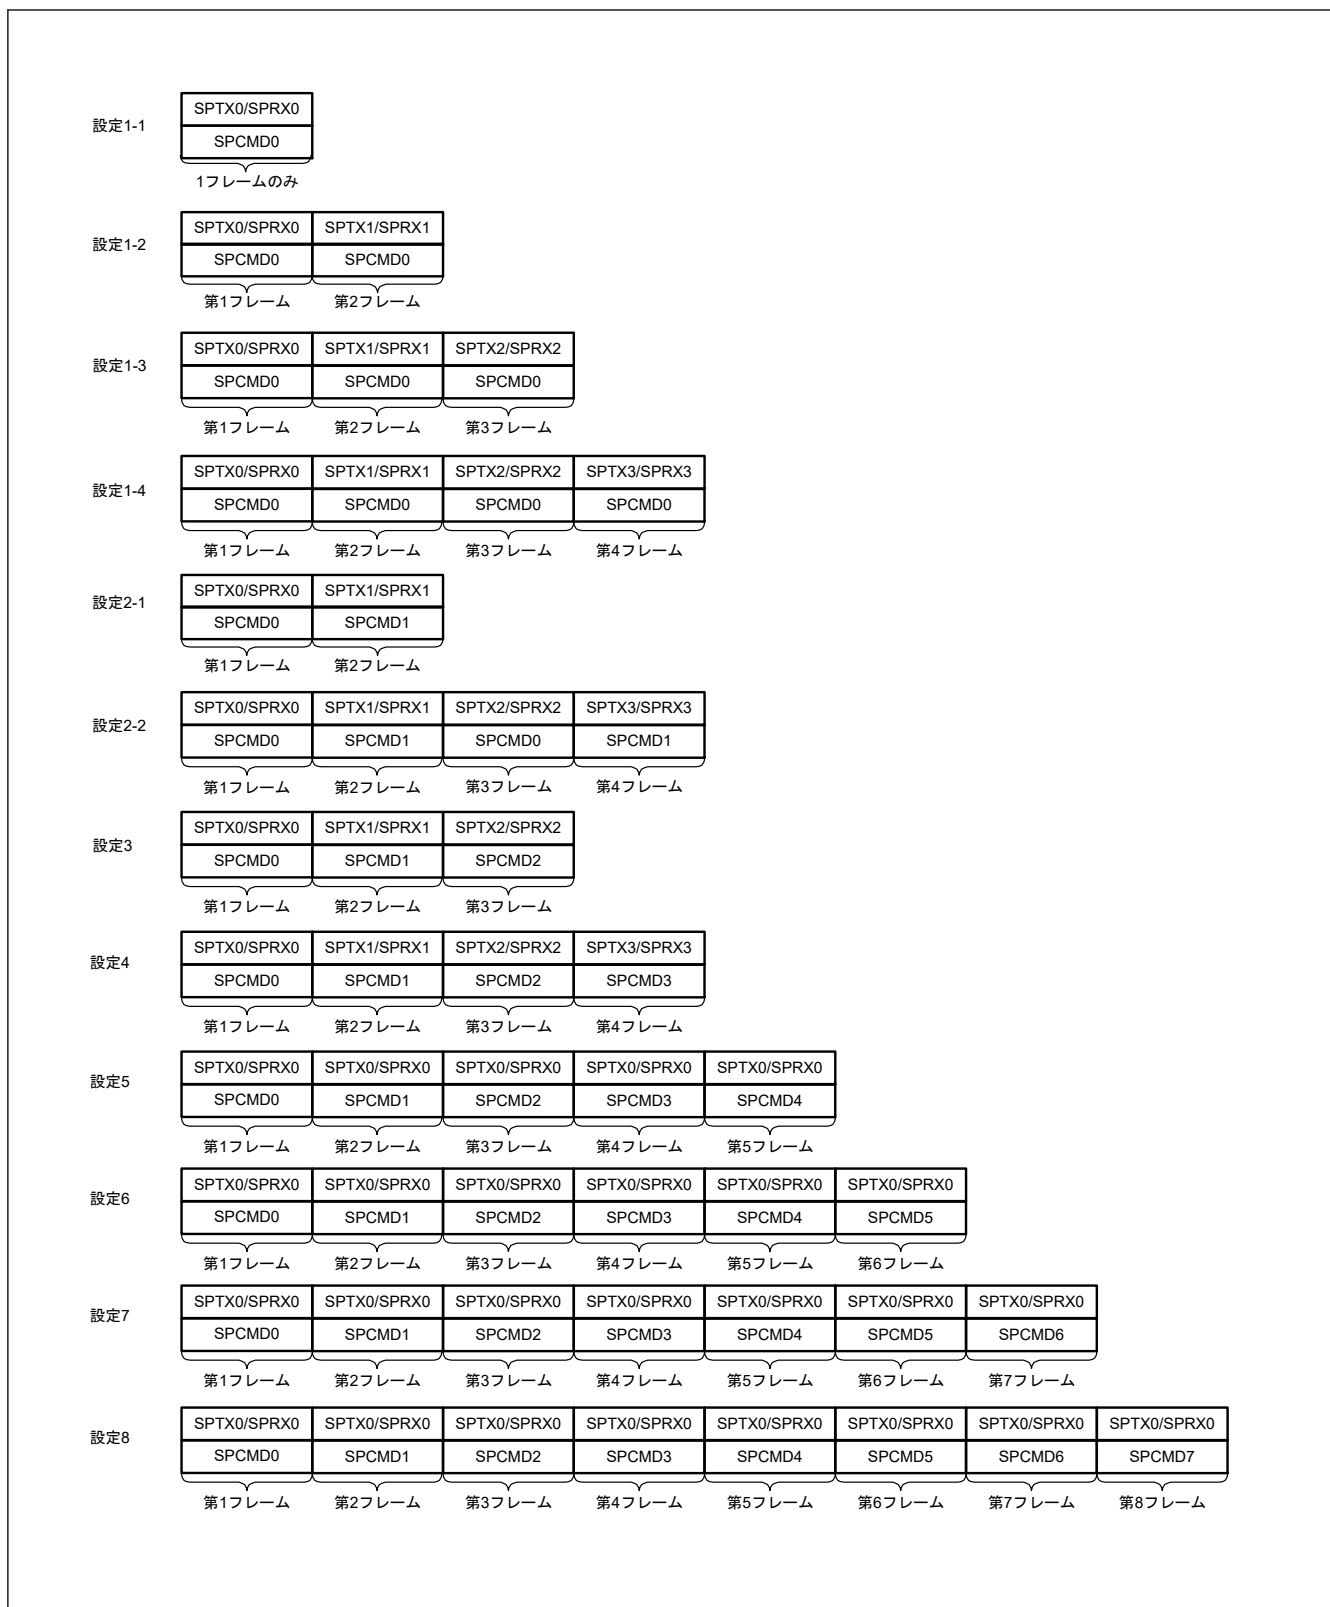 設定1-1
SPTX0/SPRX0
SPCMD0
1フレームのみ
設定1-2
SPTX0/SPRX0 SPTX1/SPRX1
SPCMD0 SPCMD0
第1フレーム 第2フレーム
設定1-3
SPTX0/SPRX0 SPTX1/SPRX1 SPTX2/SPRX2
SPCMD0 SPCMD0 SPCMD0
第1フレーム 第2フレーム 第3フレーム
設定1-4
SPTX0/SPRX0 SPTX1/SPRX1 SPTX2/SPRX2 SPTX3/SPRX3
SPCMD0 SPCMD0 SPCMD0 SPCMD0
第1フレーム 第2フレーム 第3フレーム 第4フレーム
設定2-1
SPTX0/SPRX0 SPTX1/SPRX1
SPCMD0 SPCMD1
第1フレーム 第2フレーム
設定2-2
SPTX0/SPRX0 SPTX1/SPRX1 SPTX2/SPRX2 SPTX3/SPRX3
SPCMD0 SPCMD1 SPCMD0 SPCMD1
第1フレーム 第2フレーム 第3フレーム 第4フレーム
設定3
SPTX0/SPRX0 SPTX1/SPRX1 SPTX2/SPRX2
SPCMD0 SPCMD1 SPCMD2
第1フレーム 第2フレーム 第3フレーム
設定4
SPTX0/SPRX0 SPTX1/SPRX1 SPTX2/SPRX2 SPTX3/SPRX3
SPCMD0 SPCMD1 SPCMD2 SPCMD3
第1フレーム 第2フレーム 第3フレーム 第4フレーム
設定5
SPTX0/SPRX0 SPTX0/SPRX0 SPTX0/SPRX0 SPTX0/SPRX0 SPTX0/SPRX0
SPCMD0 SPCMD1 SPCMD2 SPCMD3 SPCMD4
第1フレーム 第2フレーム 第3フレーム 第4フレーム 第5フレーム
設定6
SPTX0/SPRX0 SPTX0/SPRX0 SPTX0/SPRX0 SPTX0/SPRX0 SPTX0/SPRX0 SPTX0/SPRX0
SPCMD0 SPCMD1 SPCMD2 SPCMD3 SPCMD4 SPCMD5
第1フレーム 第2フレーム 第3フレーム 第4フレーム 第5フレーム 第6フレーム
設定7
SPTX0/SPRX0 SPTX0/SPRX0 SPTX0/SPRX0 SPTX0/SPRX0 SPTX0/SPRX0 SPTX0/SPRX0 SPTX0/SPRX0
SPCMD0 SPCMD1 SPCMD2 SPCMD3 SPCMD4 SPCMD5 SPCMD6
第1フレーム 第2フレーム 第3フレーム 第4フレーム 第5フレーム 第6フレーム 第7フレーム
設定8
SPTX0/SPRX0 SPTX0/SPRX0 SPTX0/SPRX0 SPTX0/SPRX0 SPTX0/SPRX0 SPTX0/SPRX0 SPTX0/SPRX0 SPTX0/SPRX0
SPCMD0 SPCMD1 SPCMD2 SPCMD3 SPCMD4 SPCMD5 SPCMD6 SPCMD7
第1フレーム 第2フレーム 第3フレーム 第4フレーム 第5フレーム 第6フレーム 第7フレーム 第8フレーム